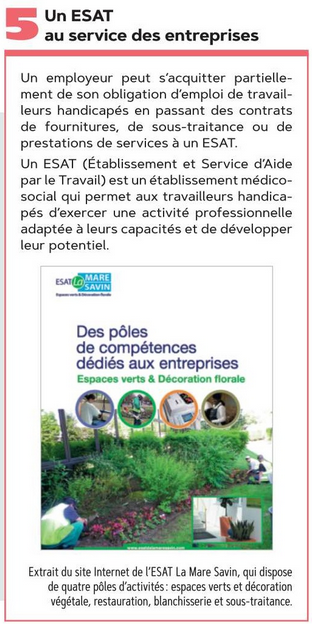 5 Un ESAT
au service des entreprises
Un employeur peut s'acquitter partielle-
ment de son obligation d'emploi de travail-
leurs handicapés en passant des contrats
de fournitures, de sous-traitance ou de
prestations de services à un ESAT.
Un ESAT (Établissement et Service d'Aide
par le Travail) est un établissement médico-
social qui permet aux travailleurs handica-
pés d'exercer une activité professionnelle
adaptée à leurs capacités et de développer
leur potentiel.
ESAT La MARE
SAVIN
Espaces verts & Décoration florale
Des pôles
de compétences
dédiés aux entreprises
Espaces verts & Décoration florale
Extrait du site Internet de l'ESAT La Mare Savin, qui dispose
de quatre pôles d'activités : espaces verts et décoration
végétale, restauration, blanchisserie et sous-traitance.